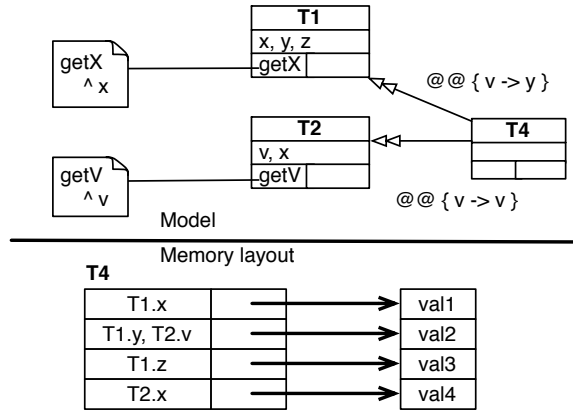 T1
x, y, z
getX
getX
^ x
@@ { v -> y }
T2
v, x
getV
T4
getV
^ v
@@ { v -> v }
Model
Memory layout
T4
T1.x val1
T1.y, T2.v val2
T1.z val3
T2.x val4